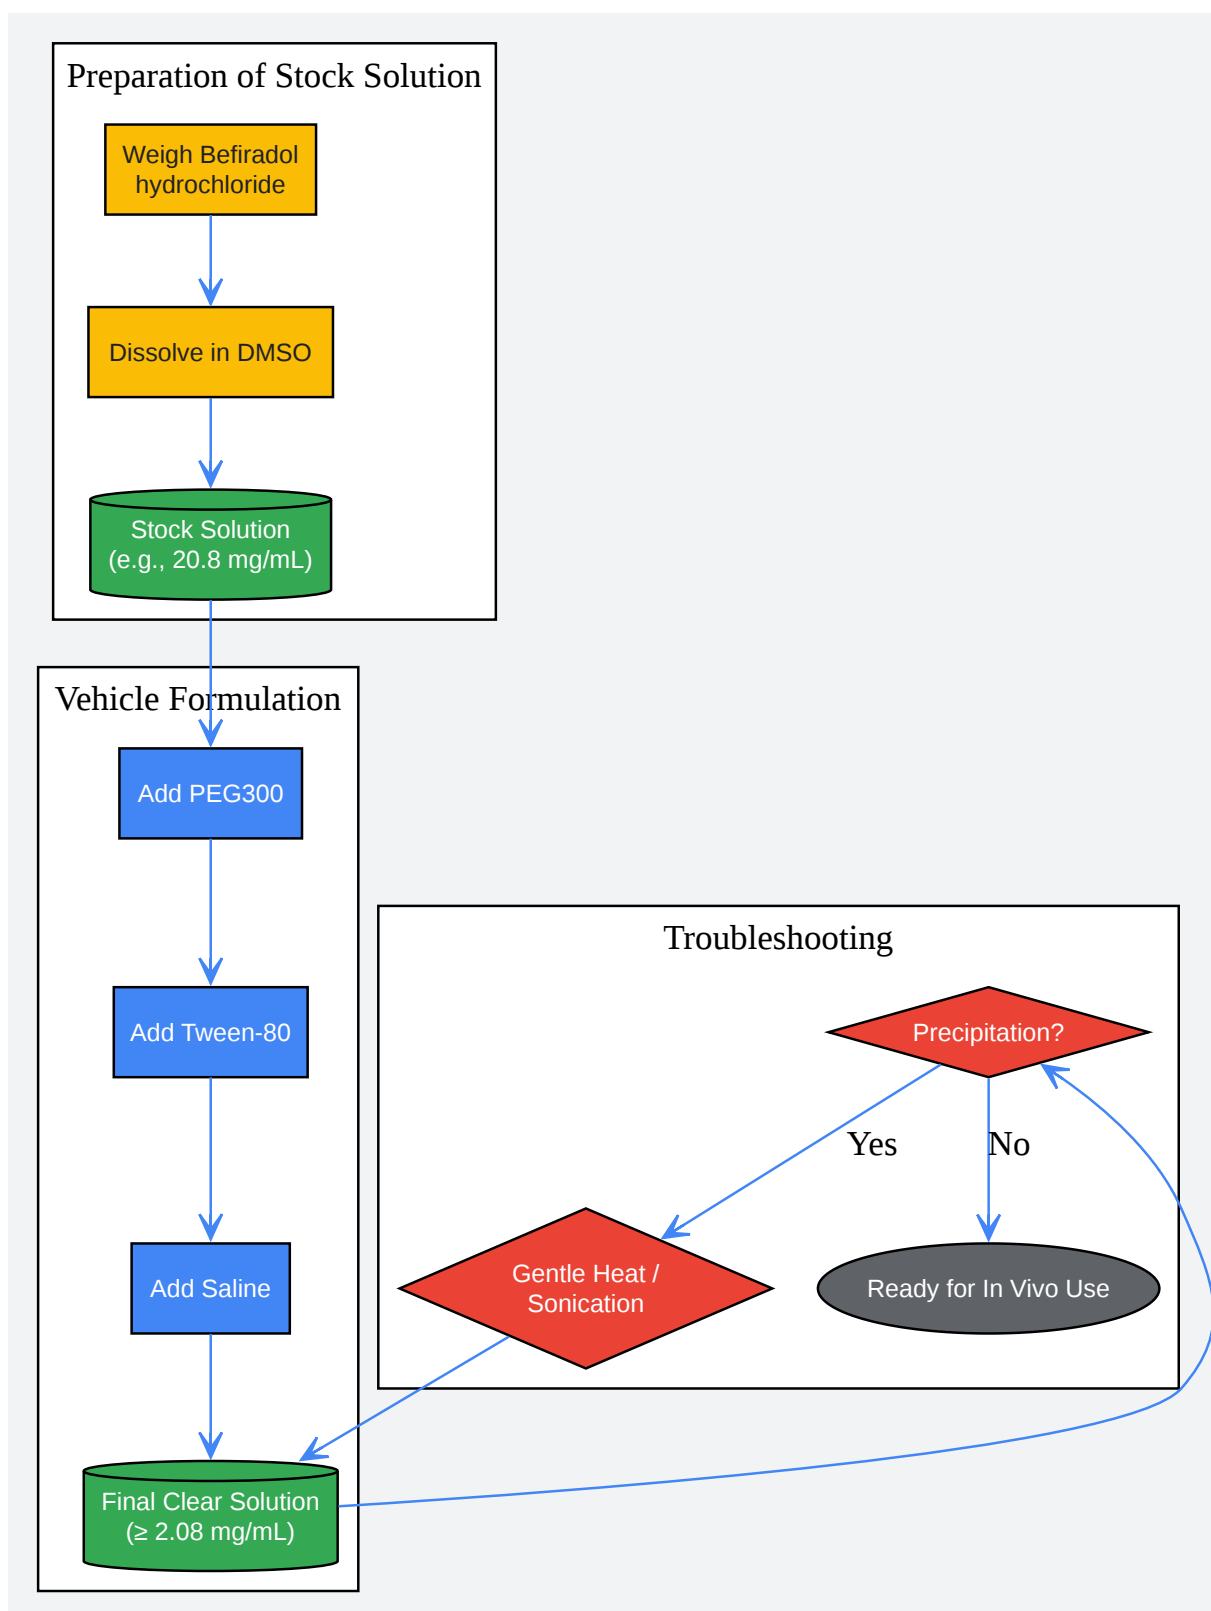 Preparation of Stock Solution
Weigh Befiradol
hydrochloride
Dissolve in DMSO
Stock Solution
(e.g., 20.8 mg/mL)
Vehicle Formulation
Add PEG300
Add Tween-80
Add Saline
Final Clear Solution
(≥ 2.08 mg/mL)
Troubleshooting
Precipitation?
Yes
No
Gentle Heat /
Sonication
Ready for In Vivo Use